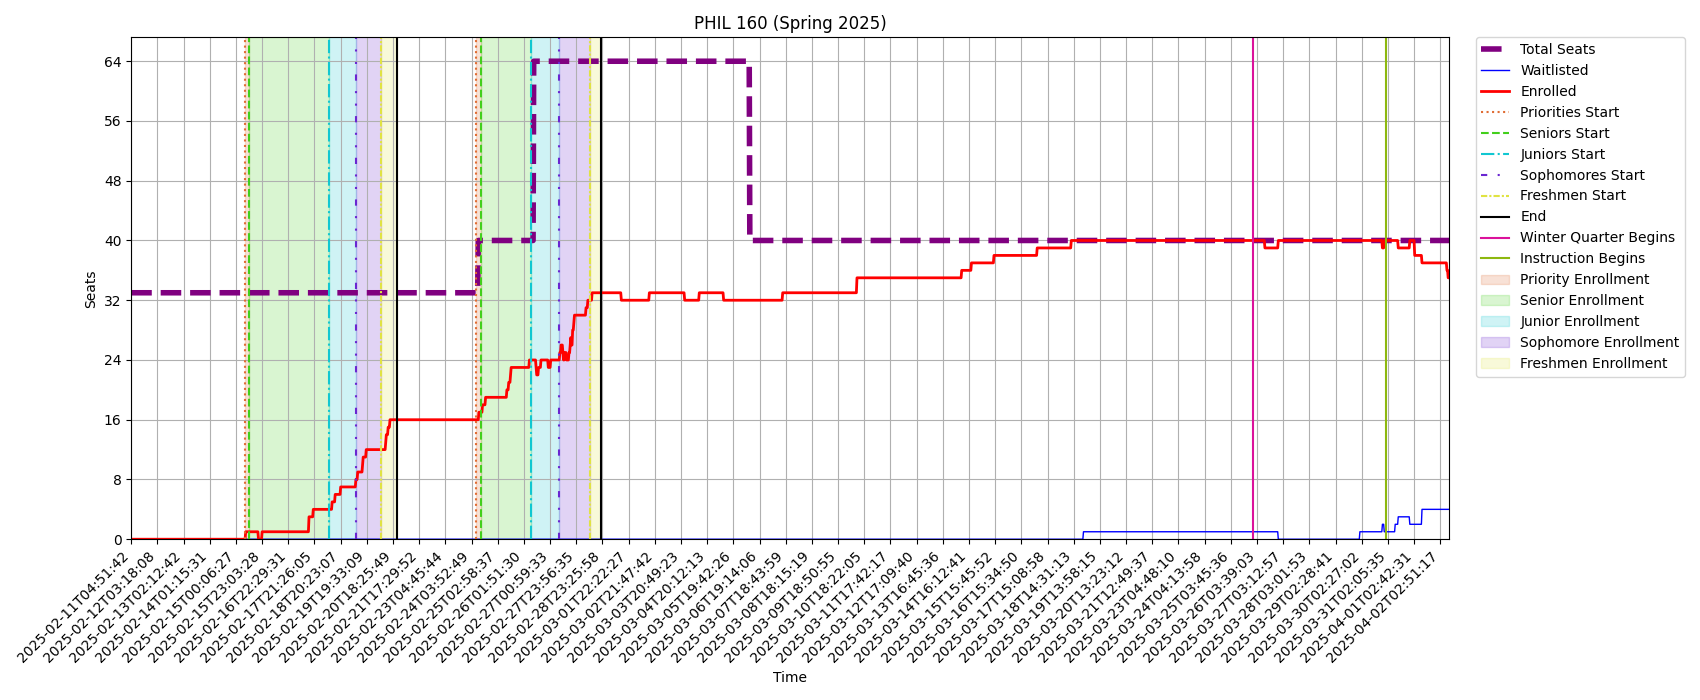 PHIL 160 (Spring 2025)
Seats
64
56
48
40
32
24
16
8
0
2025-02-11T04:51:42
2025-02-12T03:18:08
2025-02-13T02:12:42
2025-02-14T01:15:31
2025-02-15T00:06:27
2025-02-15T23:03:28
2025-02-16T22:29:31
2025-02-17T21:26:05
2025-02-18T20:23:07
2025-02-19T19:33:09
2025-02-20T18:25:49
2025-02-21T17:29:52
2025-02-23T04:45:44
2025-02-24T03:52:49
2025-02-25T02:58:37
2025-02-26T01:51:30
2025-02-27T00:59:33
2025-02-27T23:56:35
2025-02-28T23:25:58
2025-03-01T22:22:27
2025-03-02T21:47:42
2025-03-03T20:49:23
2025-03-04T20:12:13
2025-03-05T19:42:26
2025-03-06T19:14:06
2025-03-07T18:43:59
2025-03-08T18:15:19
2025-03-09T18:50:55
2025-03-10T18:22:05
2025-03-11T17:42:17
2025-03-12T17:09:40
2025-03-13T16:45:36
2025-03-14T16:12:41
2025-03-15T15:45:52
2025-03-16T15:34:50
2025-03-17T15:08:58
2025-03-18T14:31:13
2025-03-19T13:58:15
2025-03-20T13:23:12
2025-03-21T12:49:37
2025-03-23T04:48:10
2025-03-24T04:13:58
2025-03-25T03:45:36
2025-03-26T03:39:03
2025-03-27T03:12:57
2025-03-28T03:01:53
2025-03-29T02:28:41
2025-03-30T02:27:02
2025-03-31T02:05:35
2025-04-01T02:42:31
2025-04-02T02:51:17
Time
Total Seats
Waitlisted
Enrolled
Priorities Start
Seniors Start
Juniors Start
Sophomores Start
Freshmen Start
End
Winter Quarter Begins
Instruction Begins
Priority Enrollment
Senior Enrollment
Junior Enrollment
Sophomore Enrollment
Freshmen Enrollment